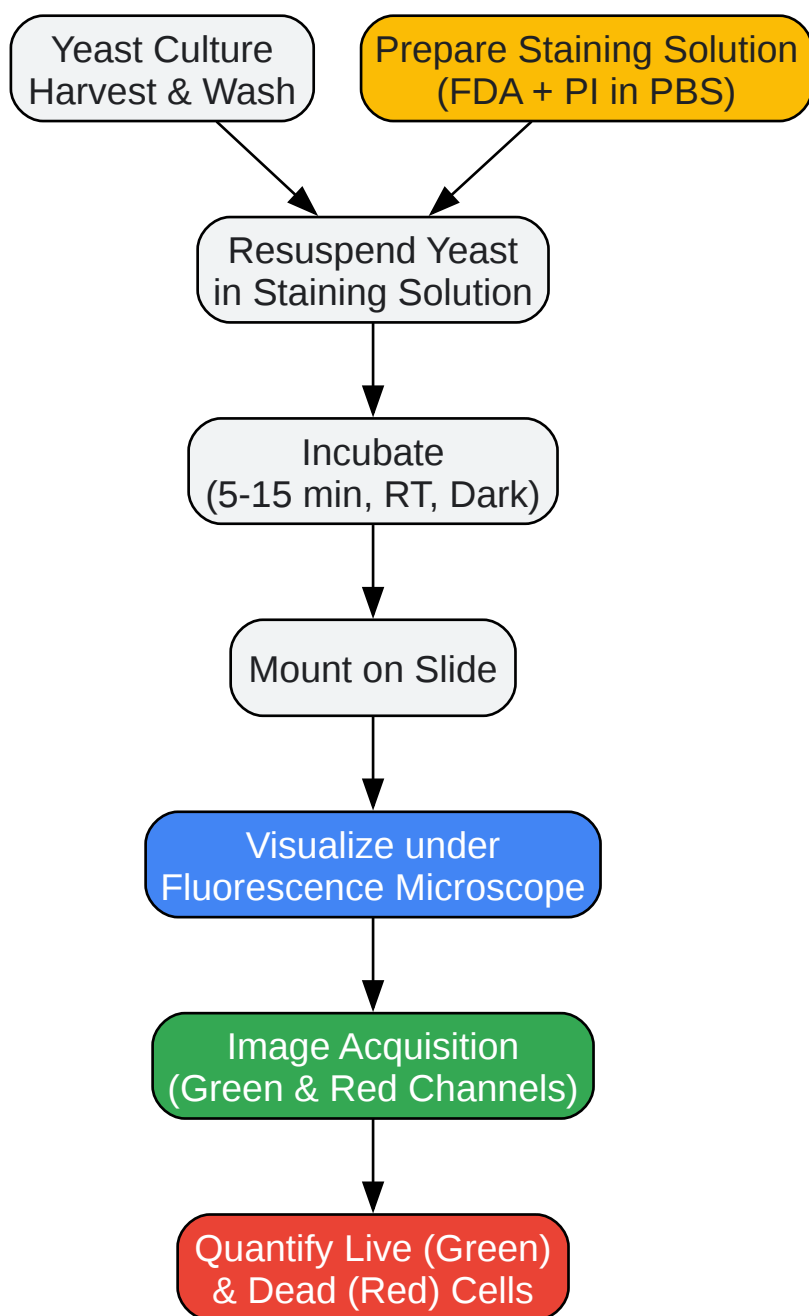 Yeast Culture
Harvest & Wash
Prepare Staining Solution
(FDA + PI in PBS)
Resuspend Yeast
in Staining Solution
Incubate
(5-15 min, RT, Dark)
Mount on Slide
Visualize under
Fluorescence Microscope
Image Acquisition
(Green & Red Channels)
Quantify Live (Green)
& Dead (Red) Cells